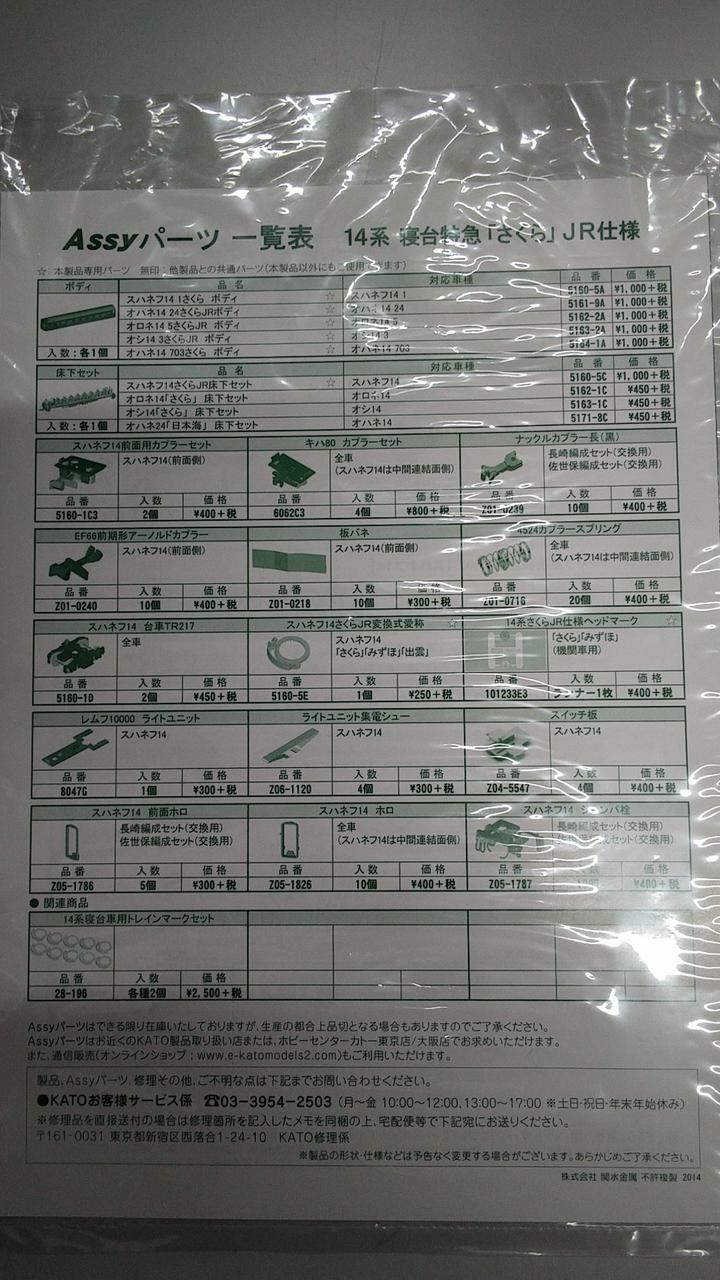 Assyパーツ 一覧表 14系 寝台特急「さくら」JR仕様
☆:本製品専用パーツ 無印:他製品との共通パーツ(本製品以外にもご使用できます)
ボディ 品 名 対応車種 品 番 価 格
スハネフ14 1さくら ボディ ☆ スハネフ14 1 5160-5A ¥1,000+税
オハネ14 24さくらJRボディ ☆ オハネ14 24 5161-9A ¥1,000+税
オロネ14 5さくらJR ボディ ☆ オロネ14 5 5162-2A ¥1,000+税
オシ14 3さくらJR ボディ ☆ オシ14 3 5163-2A ¥1,000+税
入数:各1個 オハネ14 703さくら ボディ ☆ オハネ14 703 5164-1A ¥1,000+税
床下セット 品 名 対応車種 品 番 価 格
スハネフ14さくらJR床下セット ☆ スハネフ14 5160-5C ¥1,000+税
オロネ14「さくら」床下セット オロネ14 5162-1C ¥450+税
オシ14「さくら」床下セット オシ14 5163-1C ¥450+税
入数:各1個 オハネ24「日本海」床下セット オハネ14 5171-8C ¥450+税
スハネフ14前面用カプラーセット キハ80 カプラーセット ナックルカプラー長(黒)
スハネフ14(前面側) 全車 長崎編成セット(交換用)
(スハネフ14は中間連結面側) 佐世保編成セット(交換用)
品 番 入 数 価 格 品 番 入 数 価 格 品 番 入 数 価 格
5160-1C3 2個 ¥400+税 6062C3 4個 ¥800+税 Z01-0239 10個 ¥400+税
EF66前期形アーノルドカプラー 板バネ 4524カプラースプリング
スハネフ14(前面側) スハネフ14(前面側) 全車
(スハネフ14は中間連結面側)
品 番 入 数 価 格 品 番 入 数 価 格 品 番 入 数 価 格
Z01-0240 10個 ¥400+税 Z01-0218 10個 ¥300+税 Z01-0716 20個 ¥400+税
スハネフ14 台車TR217 スハネフ14さくらJR変換式愛称 ☆ 14系さくらJR仕様ヘッドマーク ☆
全車 スハネフ14 「さくら」「みずほ」
「さくら」「みずほ」「出雲」 (機関車用)
品 番 入 数 価 格 品 番 入 数 価 格 品 番 入 数 価 格
5160-1D 2個 ¥450+税 5160-5E 1個 ¥250+税 101233E3 ランナー1枚 ¥400+税
レムフ10000 ライトユニット ライトユニット集電シュー スイッチ板
スハネフ14 スハネフ14 スハネフ14
品 番 入 数 価 格 品 番 入 数 価 格 品 番 入 数 価 格
8047G 1個 ¥300+税 Z06-1120 4個 ¥300+税 Z04-5547 4個 ¥400+税
スハネフ14 前面ホロ スハネフ14 ホロ スハネフ14 ジャンパ栓
長崎編成セット(交換用) 全車 長崎編成セット(交換用)
佐世保編成セット(交換用) (スハネフ14は中間連結面側) 佐世保編成セット(交換用)
品 番 入 数 価 格 品 番 入 数 価 格 品 番 入 数 価 格
Z05-1786 5個 ¥300+税 Z05-1826 10個 ¥400+税 Z05-1787 ¥400+税
● 関連商品
14系寝台車用トレインマークセット
品 番 入 数 価 格
28-196 各種2個 ¥2,500+税
Assyパーツはできる限り在庫いたしておりますが、生産の都合上品切となる場合もありますのでご了承ください。
Assyパーツはお近くのKATO製品取り扱い店または、ホビーセンターカトー東京店/大阪店でお求めいただけます。
また、通信販売(オンラインショップ:www.e-katomodels2.com)もご利用いただけます。
製品、Assyパーツ、修理その他、ご不明な点は下記までお問い合わせください。
●KATOお客様サービス係 ☎03-3954-2503 (月〜金 10:00〜12:00、13:00〜17:00 ※土日・祝日・年末年始休み)
※修理品を直接送付の場合は修理箇所を記入したメモを同梱の上、宅配便等で下記宛にお送りください。
〒161-0031 東京都新宿区西落合1-24-10 KATO修理係
※製品の形状・仕様などは予告なく変更する場合がございます。あらかじめご了承ください。
株式会社 関水金属 不許複製 2014